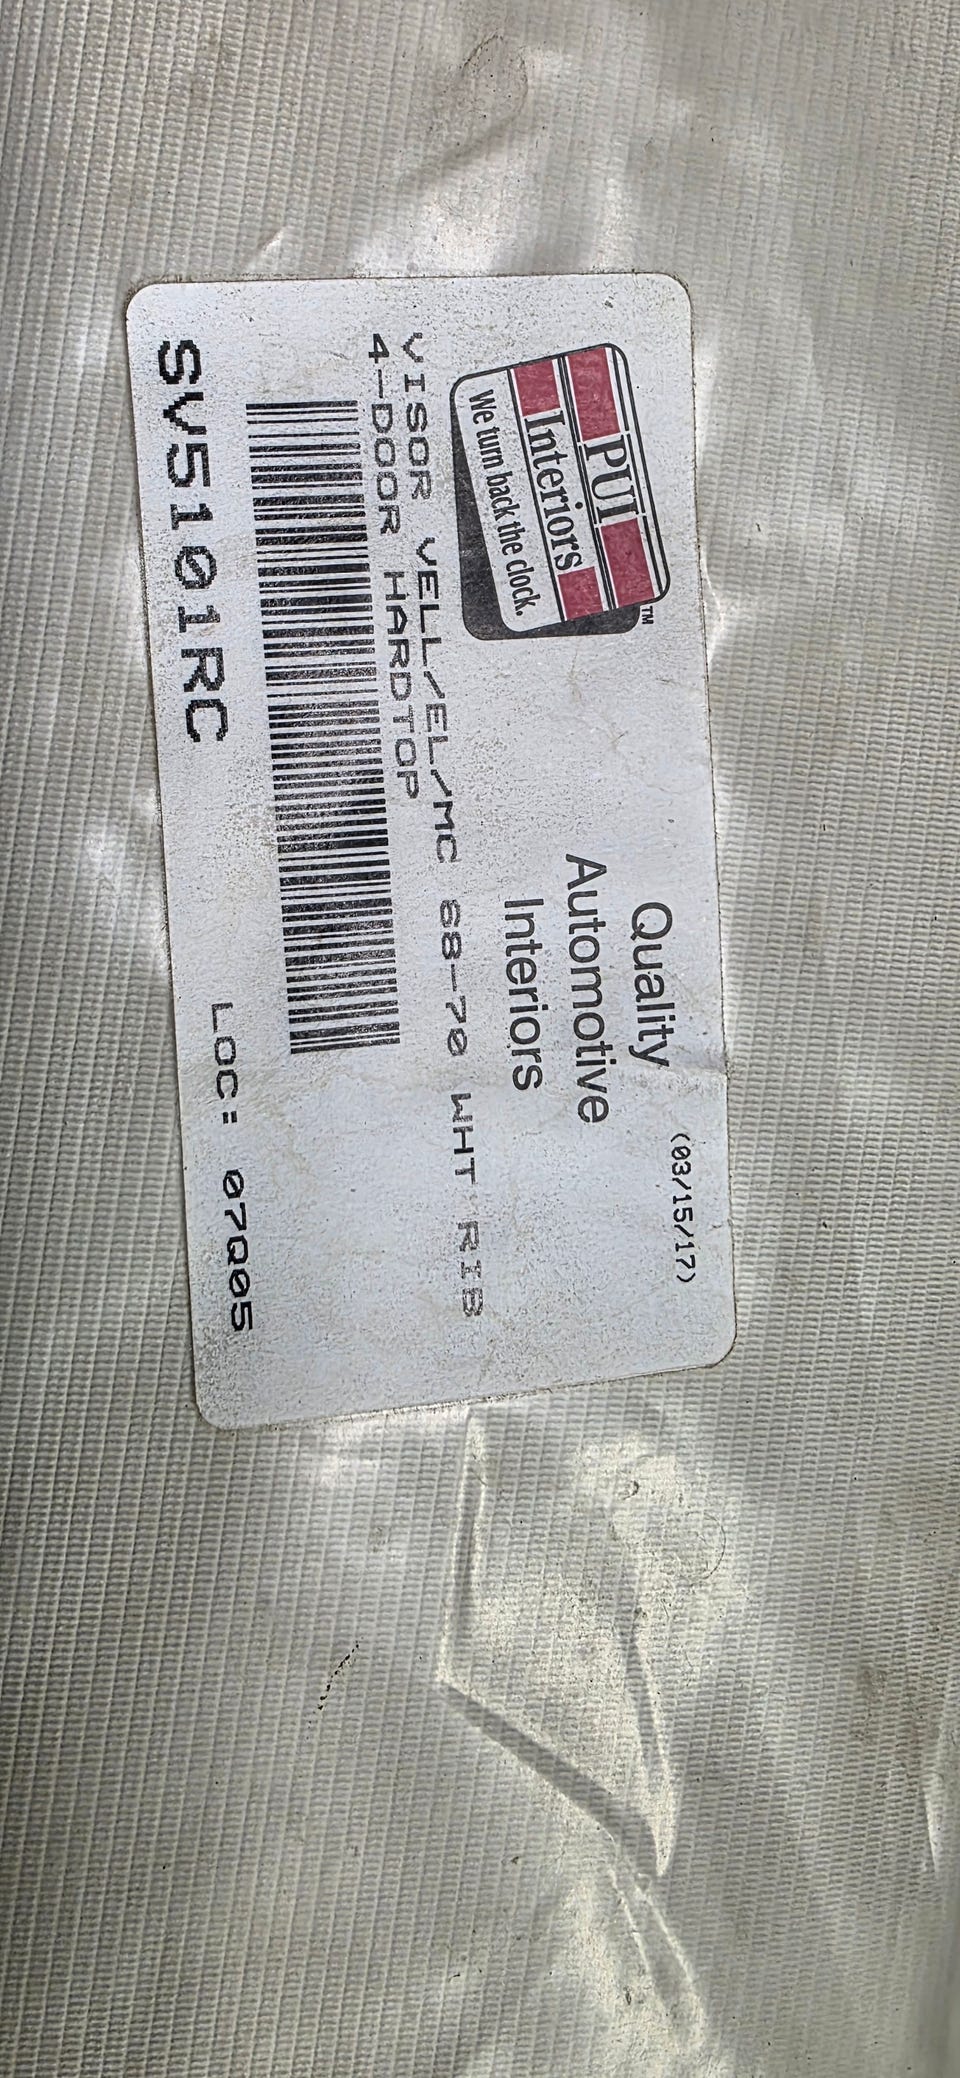 PUI
Interiors
We turn back the clock.
TM
(03/15/17)
Quality
Automotive
Interiors
VISOR VELL/EL/MC 68-70 WHT RIB
4-DOOR HARDTOP
SV5101RC
LOC: 07Q05